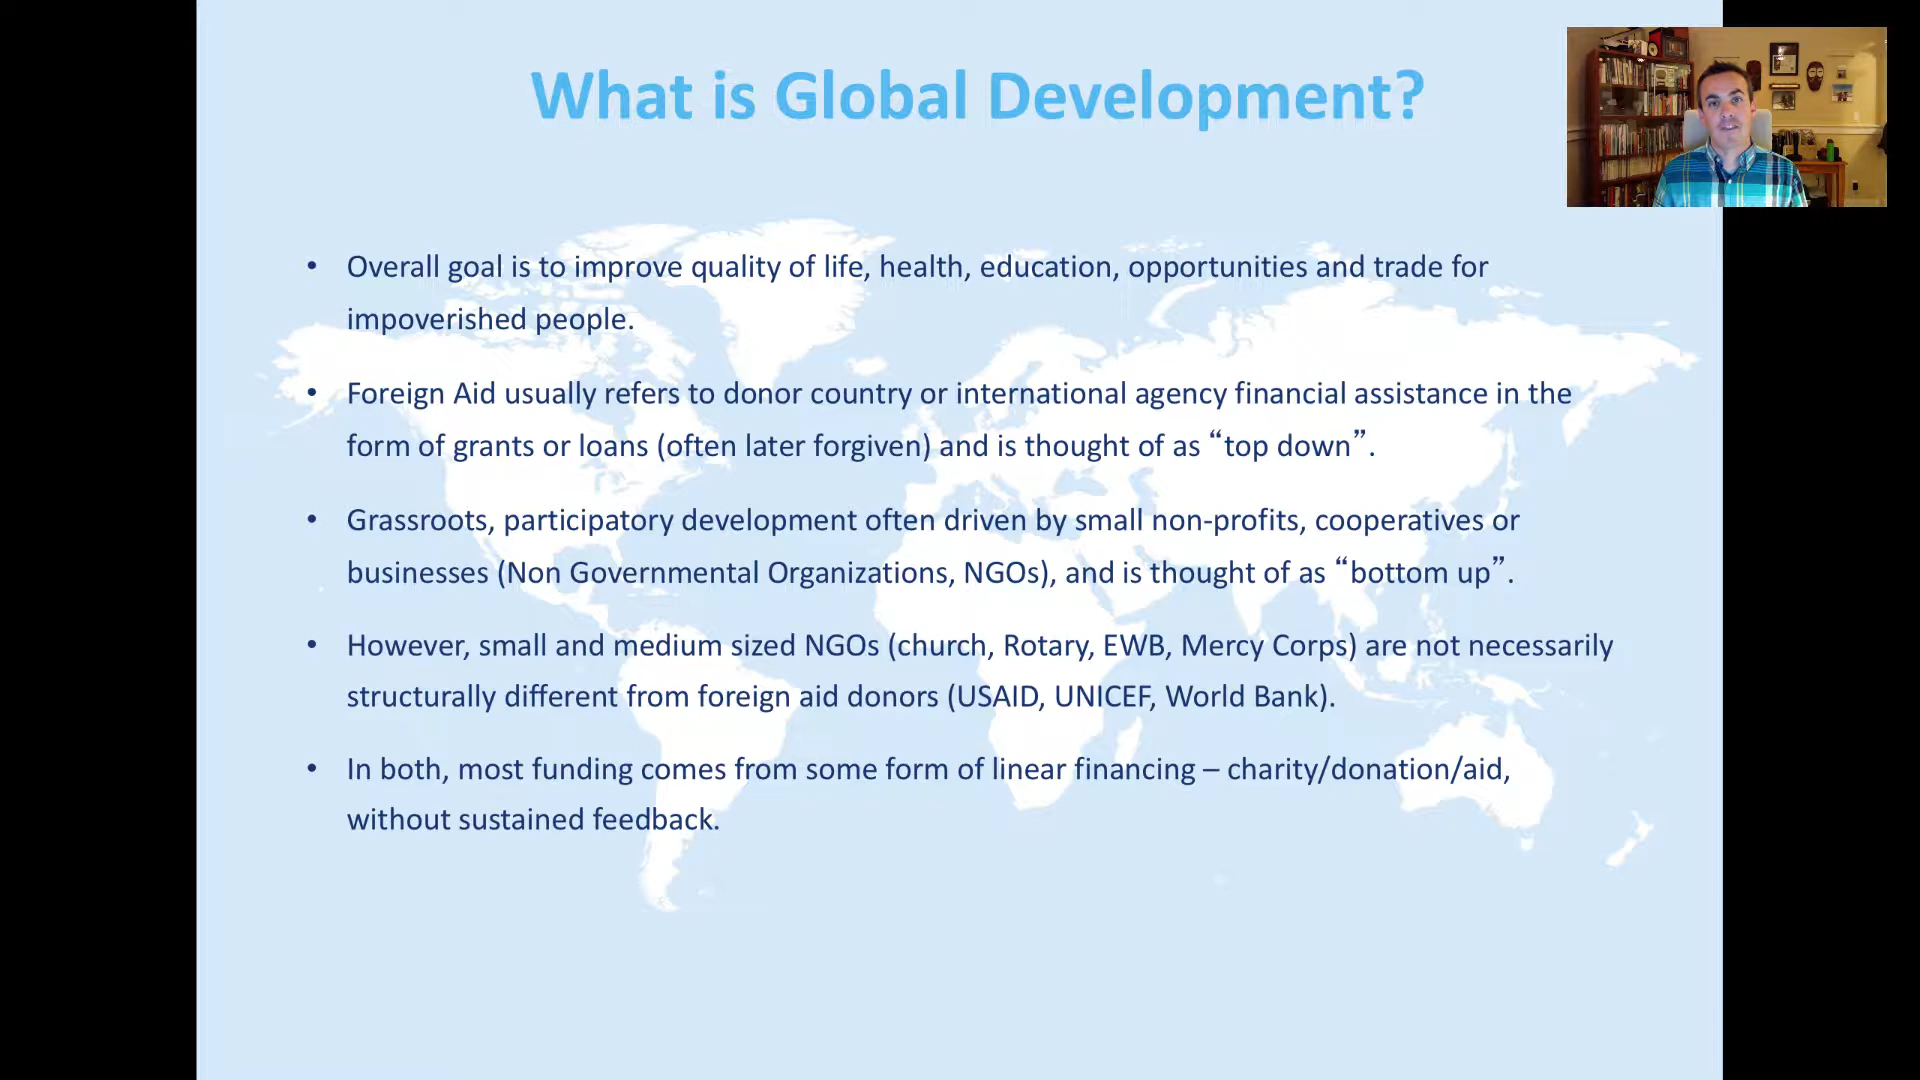 What is Global Development?
• Overall goal is to improve quality of life, health, education, opportunities and trade for
impoverished people.
• Foreign Aid usually refers to donor country or international agency financial assistance in the
form of grants or loans (often later forgiven) and is thought of as “top down”.
• Grassroots, participatory development often driven by small non-profits, cooperatives or
businesses (Non Governmental Organizations, NGOs), and is thought of as “bottom up”.
• However, small and medium sized NGOs (church, Rotary, EWB, Mercy Corps) are not necessarily
structurally different from foreign aid donors (USAID, UNICEF, World Bank).
• In both, most funding comes from some form of linear financing – charity/donation/aid,
without sustained feedback.